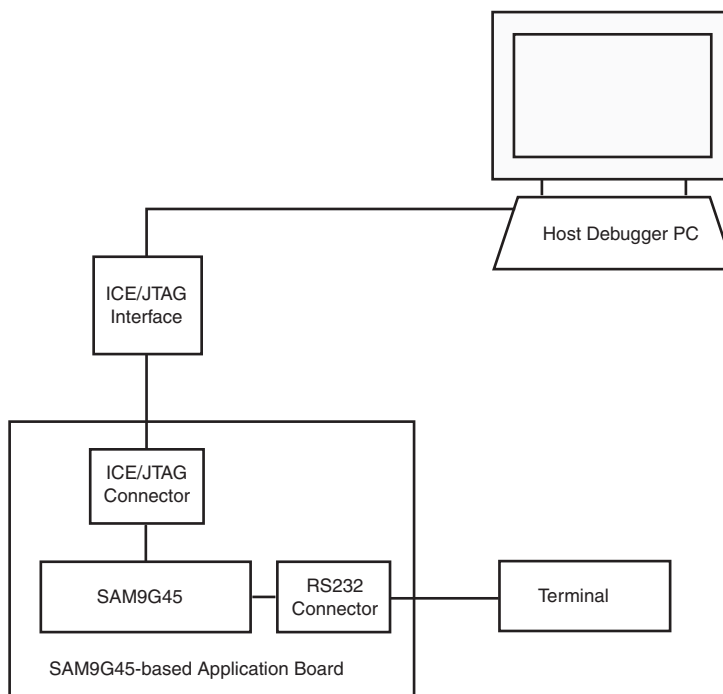 Host Debugger PC
ICE/JTAG
Interface
ICE/JTAG
Connector
SAM9G45
RS232
Connector
Terminal
SAM9G45-based Application Board